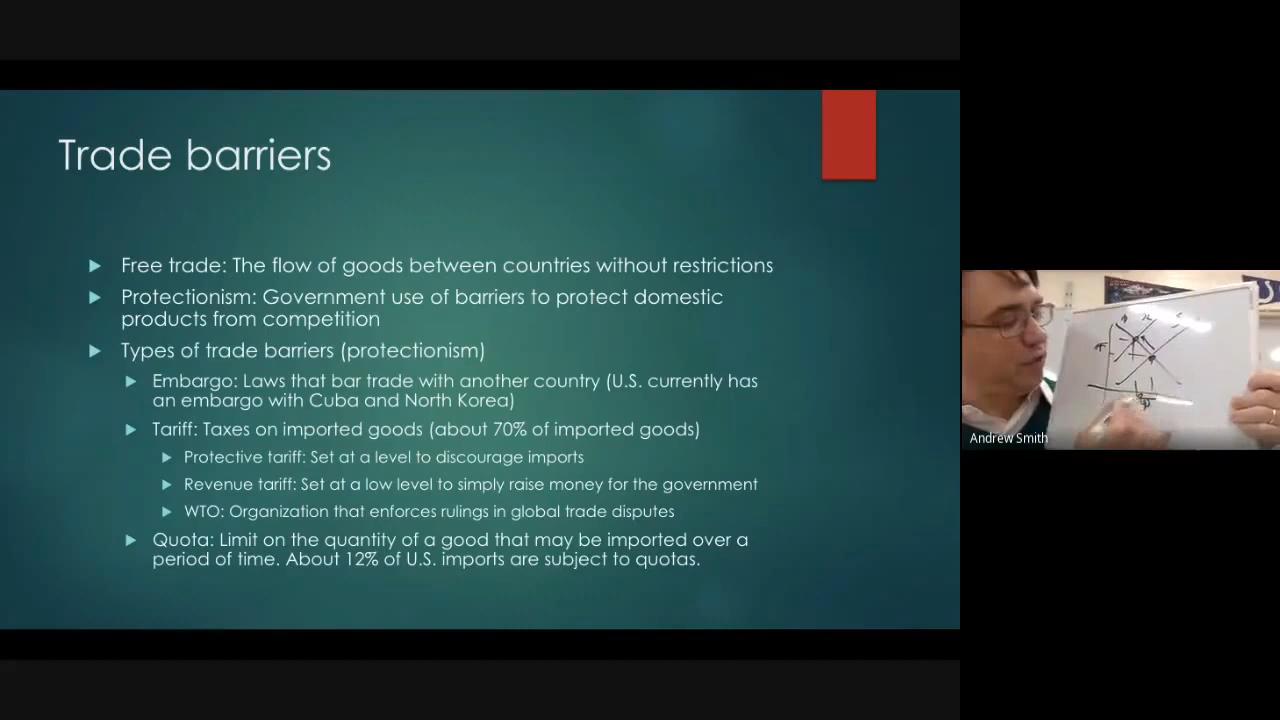 Trade barriers
Free trade: The flow of goods between countries without restrictions
Protectionism: Government use of barriers to protect domestic
products from competition
Types of trade barriers (protectionism)
Embargo: Laws that bar trade with another country (U.S. currently has
an embargo with Cuba and North Korea)
Tariff: Taxes on imported goods (about 70% of imported goods)
Protective tariff: Set at a level to discourage imports
Revenue tariff: Set at a low level to simply raise money for the government
WTO: Organization that enforces rulings in global trade disputes
Quota: Limit on the quantity of a good that may be imported over a
period of time. About 12% of U.S. imports are subject to quotas.
Andrew Smith